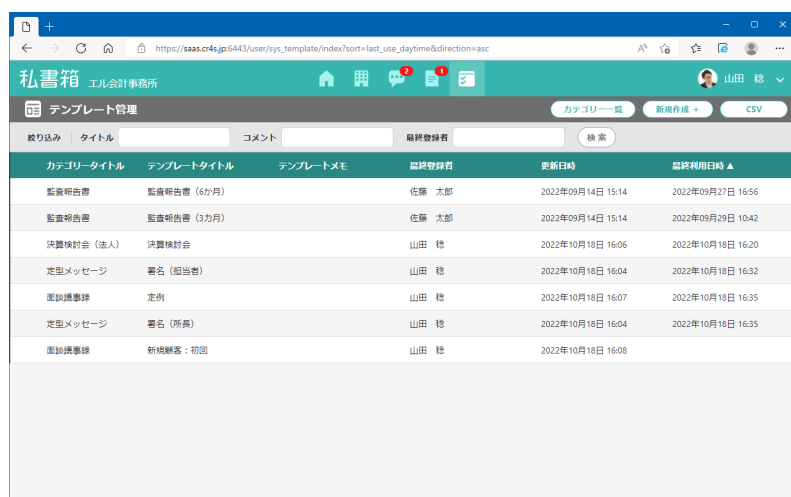 https://saas.cr4s.jp:6443/user/sys_template/index?sort=last_use_daytime&direction=asc
私書箱 エル会計事務所 2 1 山田 稔
テンプレート管理 カテゴリー一覧 新規作成 + CSV
絞り込み タイトル コメント 最終登録者 検索
カテゴリータイトル テンプレートタイトル テンプレートメモ 最終登録者 更新日時 最終利用日時▲
監査報告書 監査報告書（6か月） 佐藤 太郎 2022年09月14日 15:14 2022年09月27日 16:56
監査報告書 監査報告書（3カ月） 佐藤 太郎 2022年09月14日 15:14 2022年09月29日 10:42
決算検討会（法人） 決算検討会 山田 稔 2022年10月18日 16:06 2022年10月18日 16:20
定型メッセージ 署名（担当者） 山田 稔 2022年10月18日 16:04 2022年10月18日 16:32
面談議事録 定例 山田 稔 2022年10月18日 16:07 2022年10月18日 16:35
定型メッセージ 署名（所長） 山田 稔 2022年10月18日 16:04 2022年10月18日 16:35
面談議事録 新規顧客：初回 山田 稔 2022年10月18日 16:08